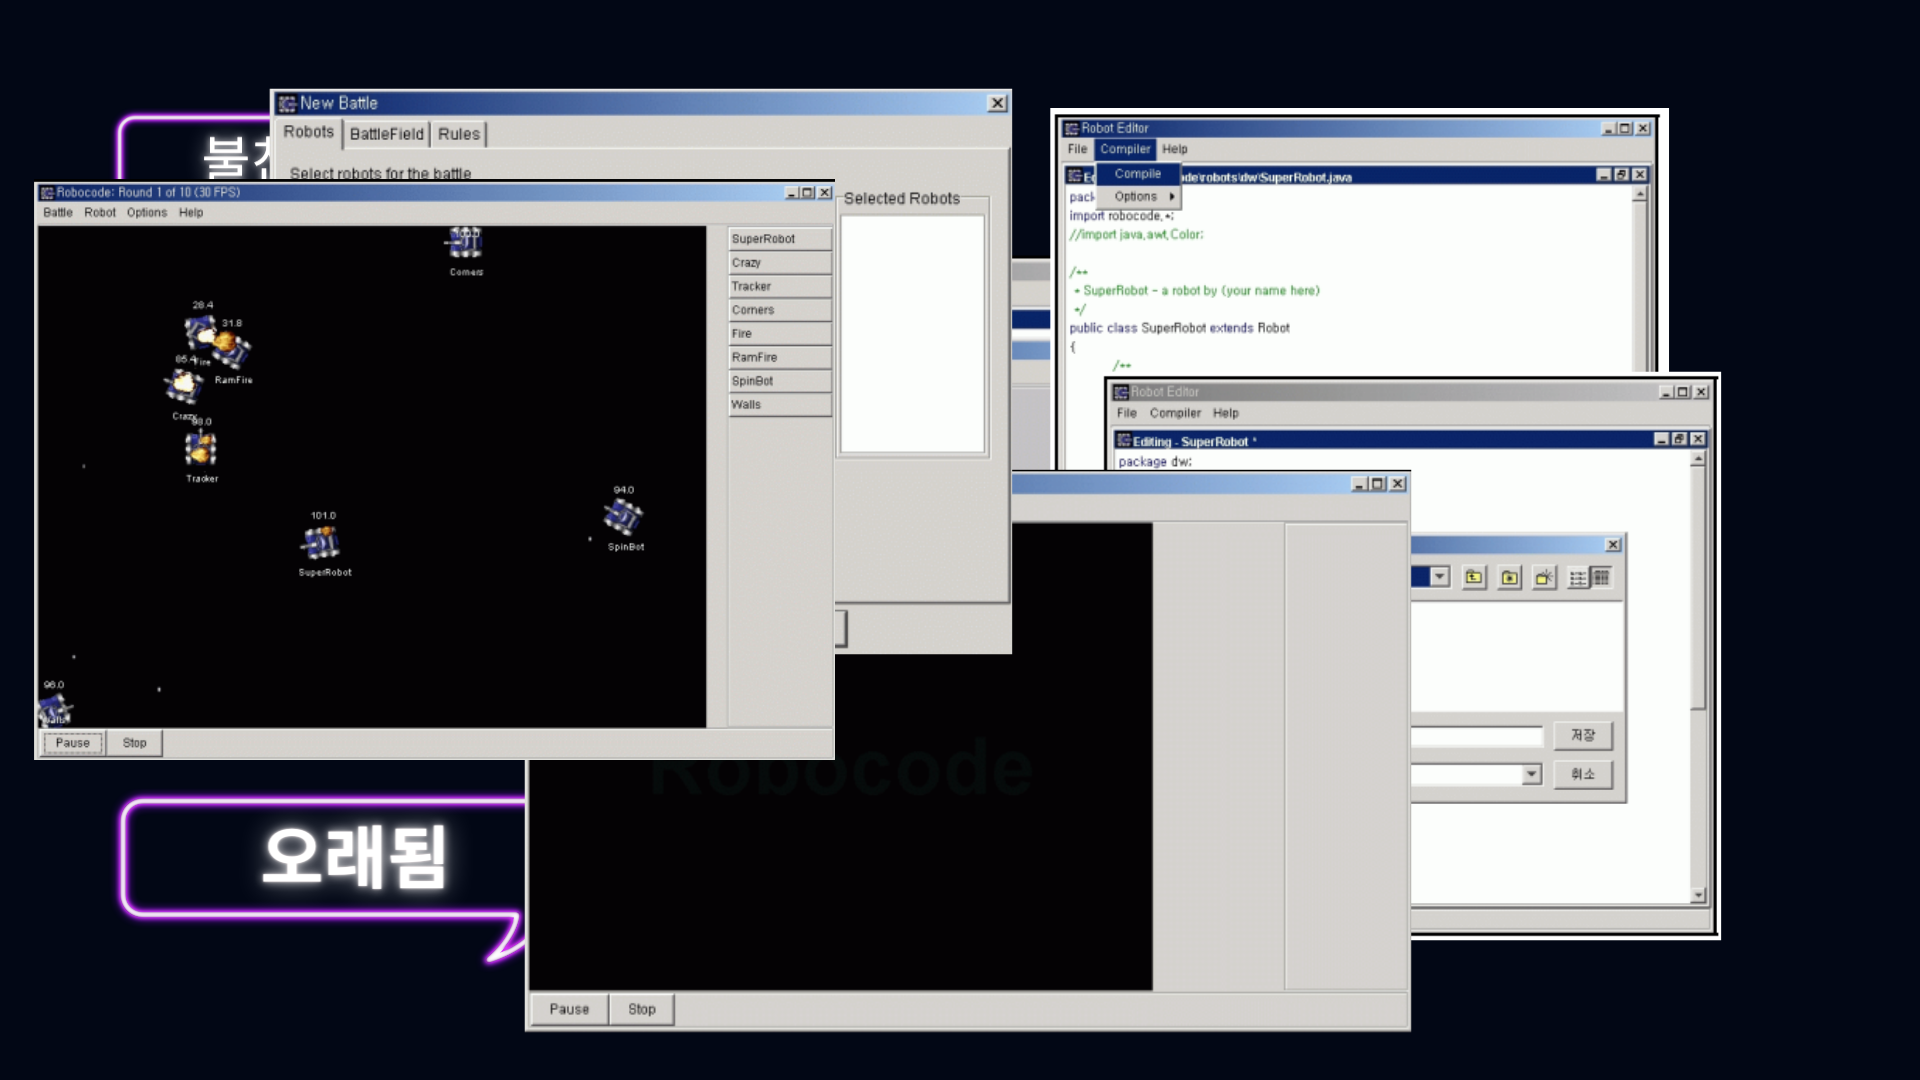 New Battle
Robots BattleField Rules
Select robots for the battle
불
Robocode: Round 1 of 10 (30 FPS)
Battle Robot Options Help
Corners
28.4
31.8
Fire
RamFire
85.4
Crazy
98.0
Tracker
101.0
SuperRobot
94.0
SpinBot
96.0
Walls
SuperRobot
Crazy
Tracker
Corners
Fire
RamFire
SpinBot
Walls
Pause Stop
Selected Robots
Robot Editor
File Compiler Help
Compile
Options
ode\robots\dw\SuperRobot.java
pack
import robocode.*;
//import java.awt.Color;
/**
* SuperRobot - a robot by (your name here)
*/
public class SuperRobot extends Robot
{
/**
Robot Editor
File Compiler Help
Editing - SuperRobot *
package dw;
저장
취소
Robocode
Pause Stop
오래됨